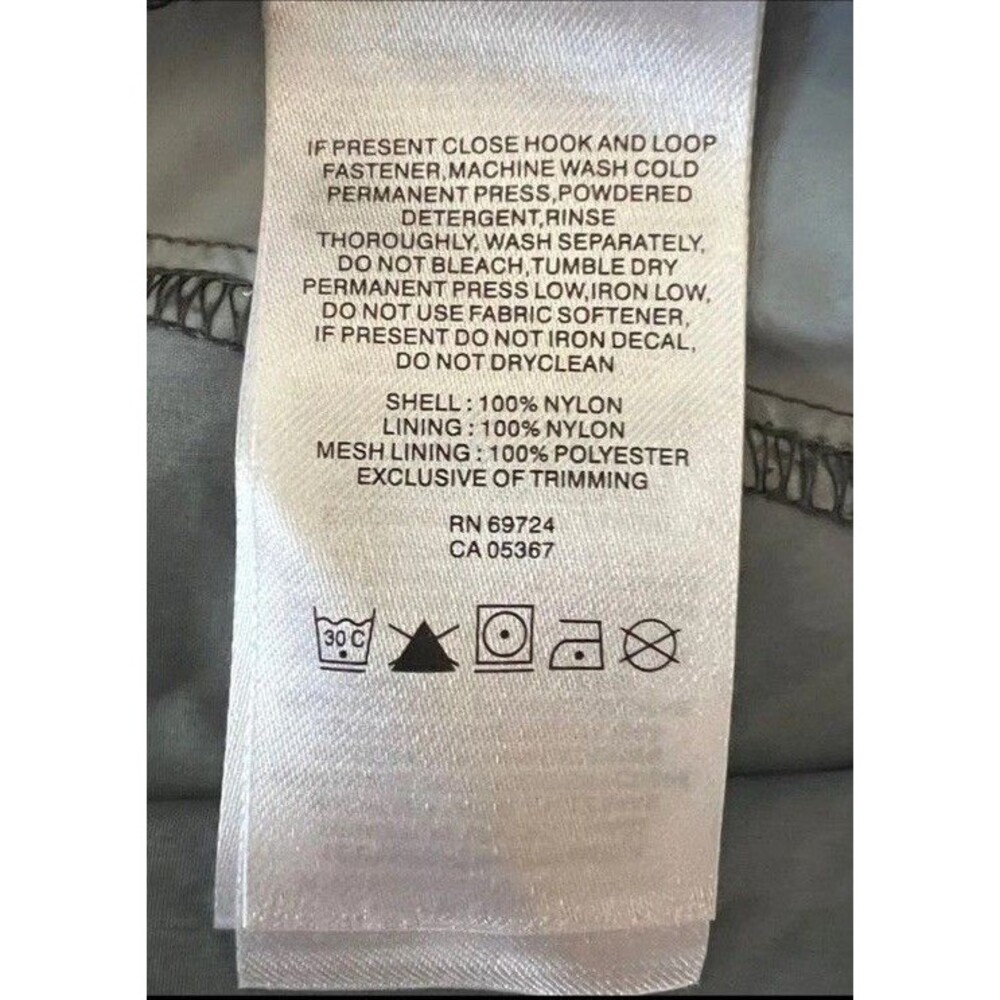 IF PRESENT CLOSE HOOK AND LOOP
FASTENER,MACHINE WASH COLD
PERMANENT PRESS,POWDERED
DETERGENT,RINSE
THOROUGHLY, WASH SEPARATELY,
DO NOT BLEACH,TUMBLE DRY
PERMANENT PRESS LOW,IRON LOW,
DO NOT USE FABRIC SOFTENER,
IF PRESENT DO NOT IRON DECAL,
DO NOT DRYCLEAN
SHELL : 100% NYLON
LINING : 100% NYLON
MESH LINING : 100% POLYESTER
EXCLUSIVE OF TRIMMING
RN 69724
CA 05367
30 C